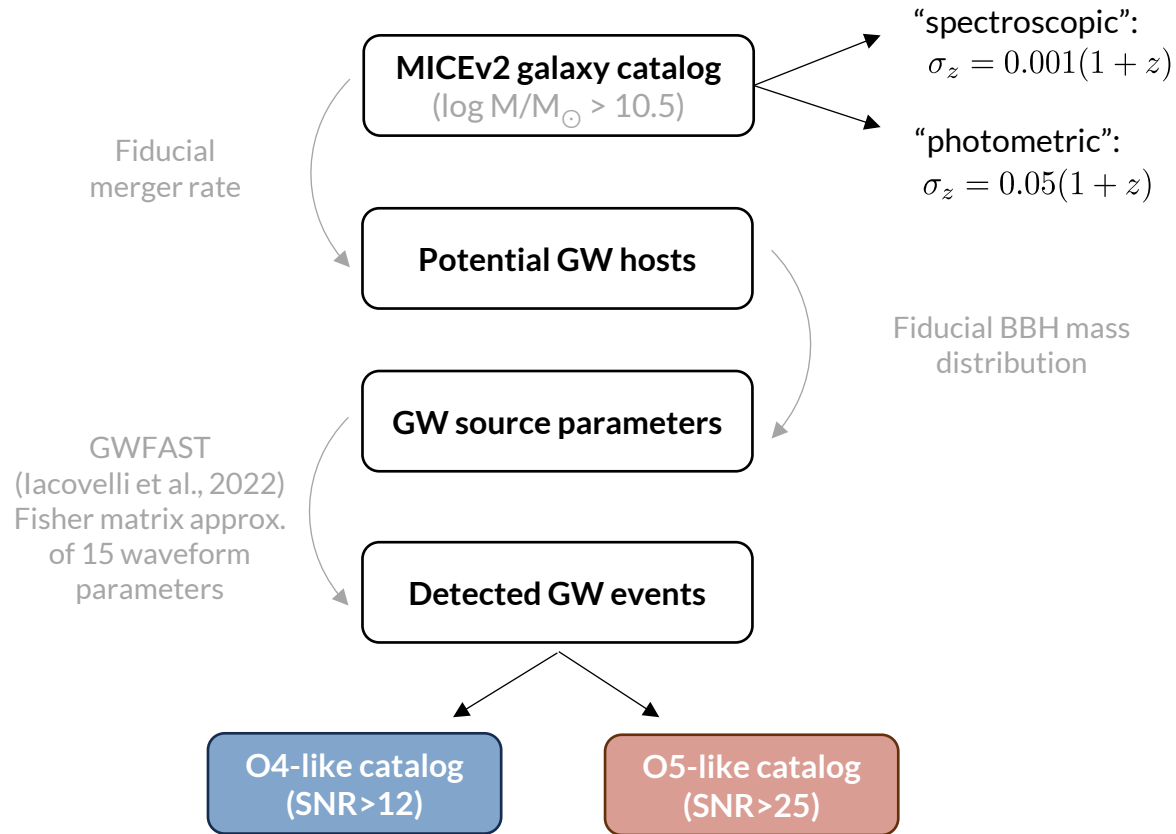 MICEv2 galaxy catalog
(log M/M☉ > 10.5)
“spectroscopic”:
σz = 0.001(1 + z)
“photometric”:
σz = 0.05(1 + z)
Fiducial
merger rate
Potential GW hosts
Fiducial BBH mass
distribution
GW source parameters
GWFAST
(Iacovelli et al., 2022)
Fisher matrix approx.
of 15 waveform
parameters
Detected GW events
O4-like catalog
(SNR>12)
O5-like catalog
(SNR>25)